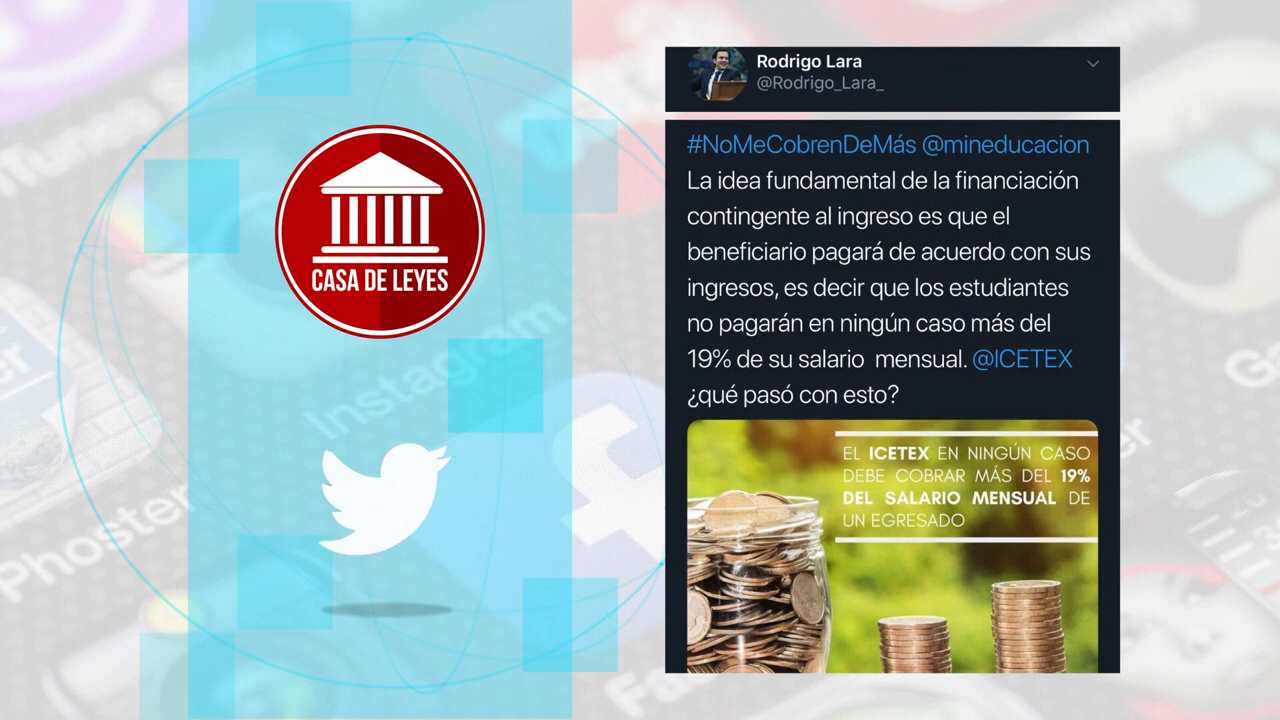 CASA DE LEYES
Rodrigo Lara
@Rodrigo_Lara_
#NoMeCobrenDeMás @mineducacion
La idea fundamental de la financiación
contingente al ingreso es que el
beneficiario pagará de acuerdo con sus
ingresos, es decir que los estudiantes
no pagarán en ningún caso más del
19% de su salario mensual. @ICETEX
¿qué pasó con esto?
EL ICETEX EN NINGÚN CASO
DEBE COBRAR MÁS DEL 19%
DEL SALARIO MENSUAL DE
UN EGRESADO
Instagram
Phoster